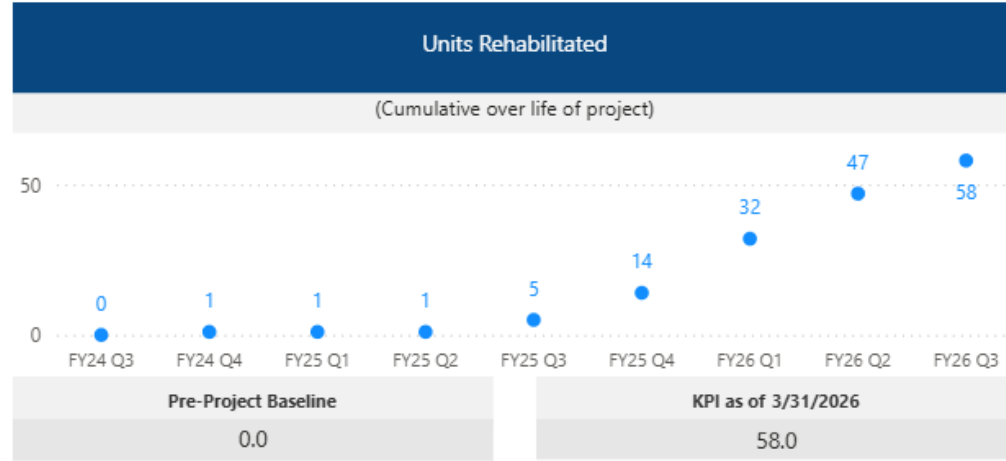 Units Rehabilitated
(Cumulative over life of project)
50
47
58
32
14
5
0 1 1 1
0
FY24 Q3 FY24 Q4 FY25 Q1 FY25 Q2 FY25 Q3 FY25 Q4 FY26 Q1 FY26 Q2 FY26 Q3
Pre-Project Baseline KPI as of 3/31/2026
0.0 58.0